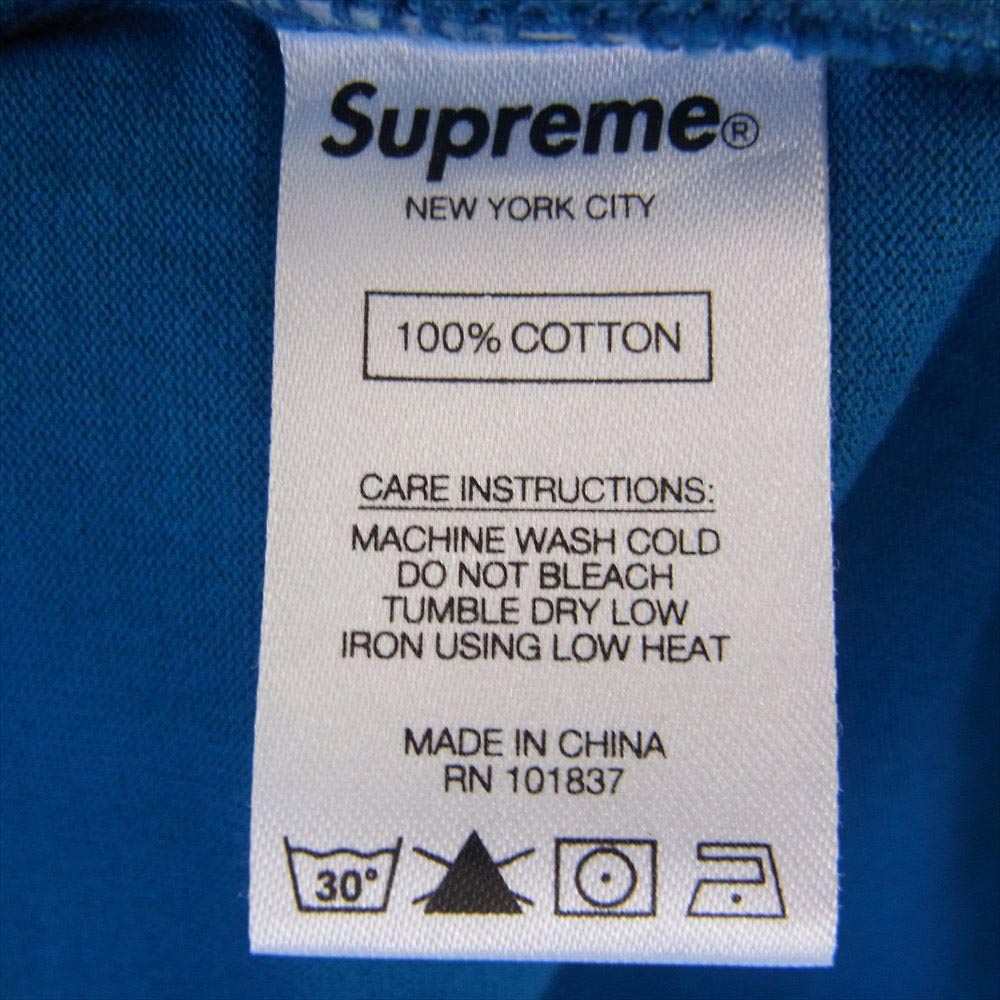 Supreme®
NEW YORK CITY
100% COTTON
CARE INSTRUCTIONS:
MACHINE WASH COLD
DO NOT BLEACH
TUMBLE DRY LOW
IRON USING LOW HEAT
MADE IN CHINA
RN 101837
30°